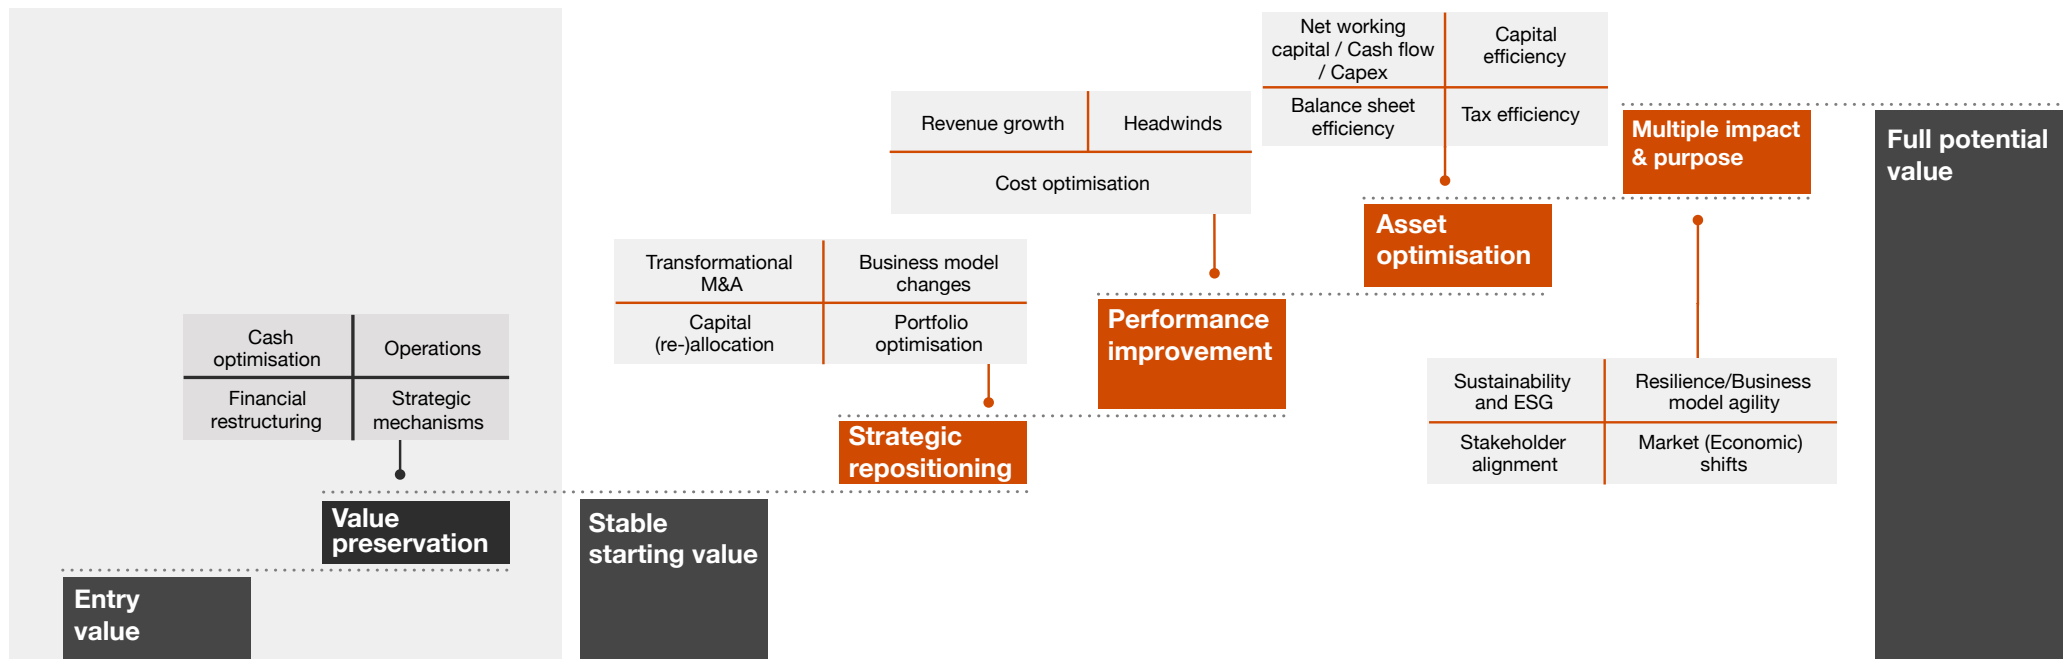 Entry
value
Cash
optimisation
Operations
Financial
restructuring
Strategic
mechanisms
Value
preservation
Stable
starting value
Transformational
M&A
Business model
changes
Capital
(re-)allocation
Portfolio
optimisation
Strategic
repositioning
Revenue growth
Headwinds
Cost optimisation
Performance
improvement
Net working
capital / Cash flow
/ Capex
Capital
efficiency
Balance sheet
efficiency
Tax efficiency
Asset
optimisation
Multiple impact
& purpose
Sustainability
and ESG
Resilience/Business
model agility
Stakeholder
alignment
Market (Economic)
shifts
Full potential
value